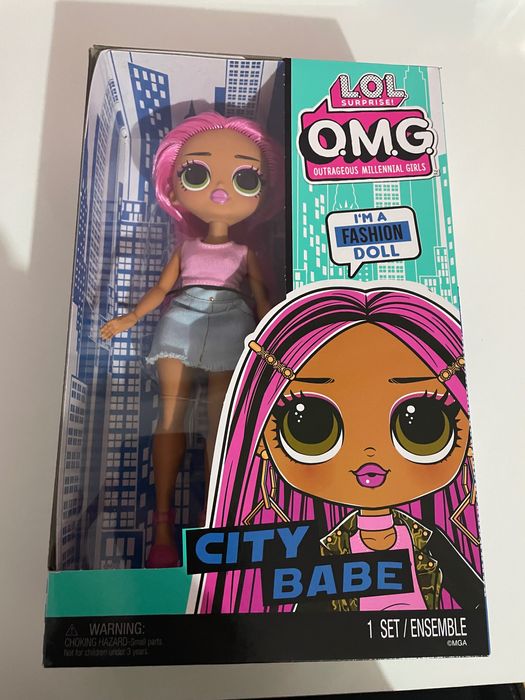 L.O.L.
SURPRISE!
O.M.G.
OUTRAGEOUS MILLENNIAL GIRLS
I'M A
FASHION
DOLL
CITY
BABE
WARNING:
CHOKING HAZARD-Small parts.
Not for children under 3 years.
1 SET / ENSEMBLE
©MGA